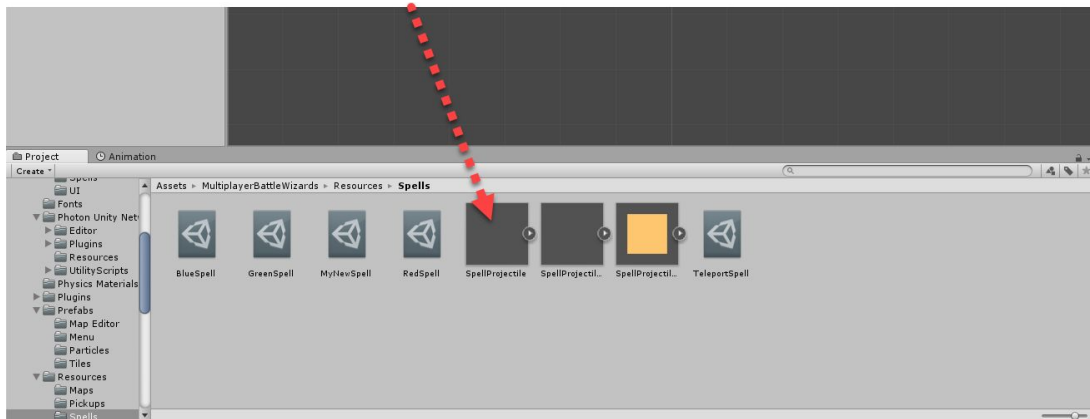 Project Animation
Create
Spells
UI
Fonts
Photon Unity Net
Editor
Plugins
Resources
UtilityScripts
Physics Materials
Plugins
Prefabs
Map Editor
Menu
Particles
Tiles
Resources
Maps
Pickups
Spells
Assets ▸ MultiplayerBattleWizards ▸ Resources ▸ Spells
BlueSpell GreenSpell MyNewSpell RedSpell SpellProjectile SpellProjectil... SpellProjectil... TeleportSpell